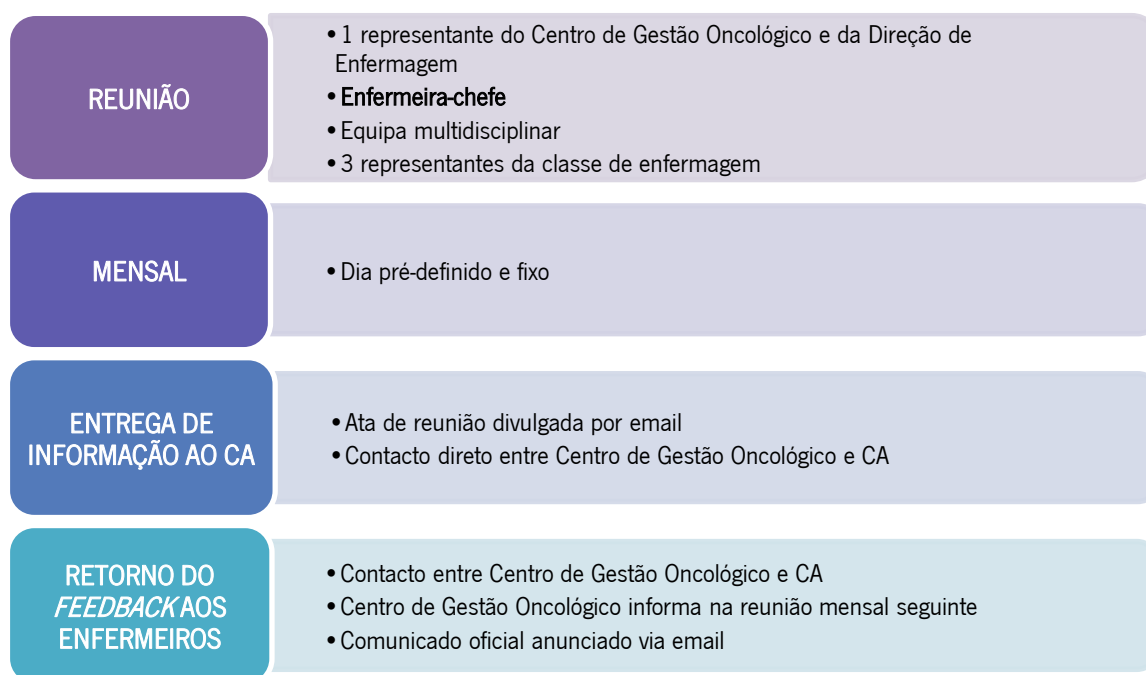 REUNIÃO
• 1 representante do Centro de Gestão Oncológico e da Direção de
Enfermagem
• Enfermeira-chefe
• Equipa multidisciplinar
• 3 representantes da classe de enfermagem
MENSAL
• Dia pré-definido e fixo
ENTREGA DE
INFORMAÇÃO AO CA
• Ata de reunião divulgada por email
• Contacto direto entre Centro de Gestão Oncológico e CA
RETORNO DO
FEEDBACK AOS
ENFERMEIROS
• Contacto entre Centro de Gestão Oncológico e CA
• Centro de Gestão Oncológico informa na reunião mensal seguinte
• Comunicado oficial anunciado via email